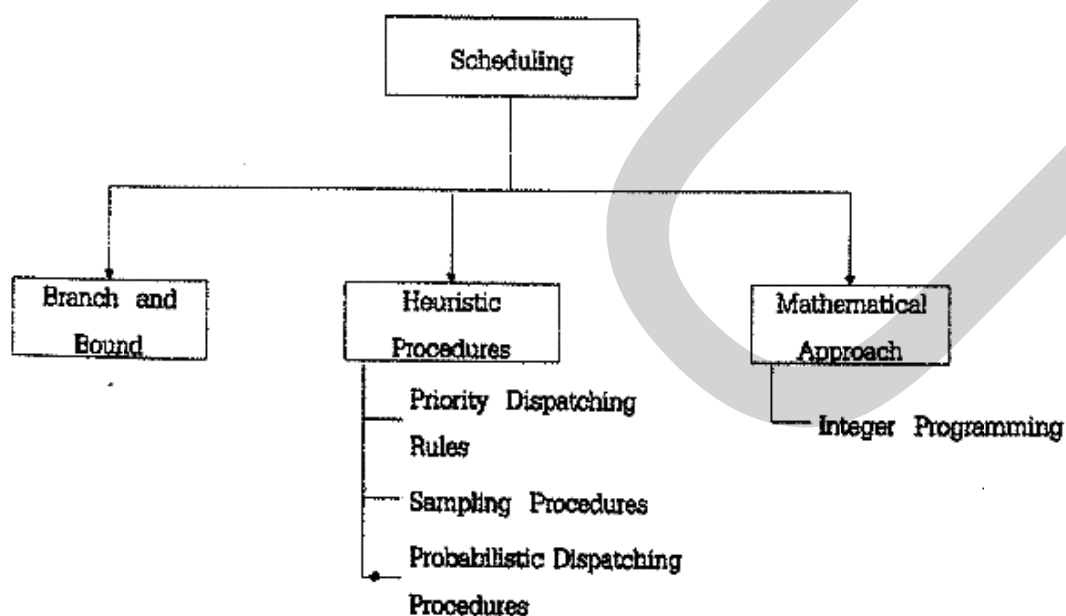 Scheduling
Branch and
Bound
Heuristic
Procedures
Mathematical
Approach
Priority Dispatching
Rules
Sampling Procedures
Probabilistic Dispatching
Procedures
Integer Programming